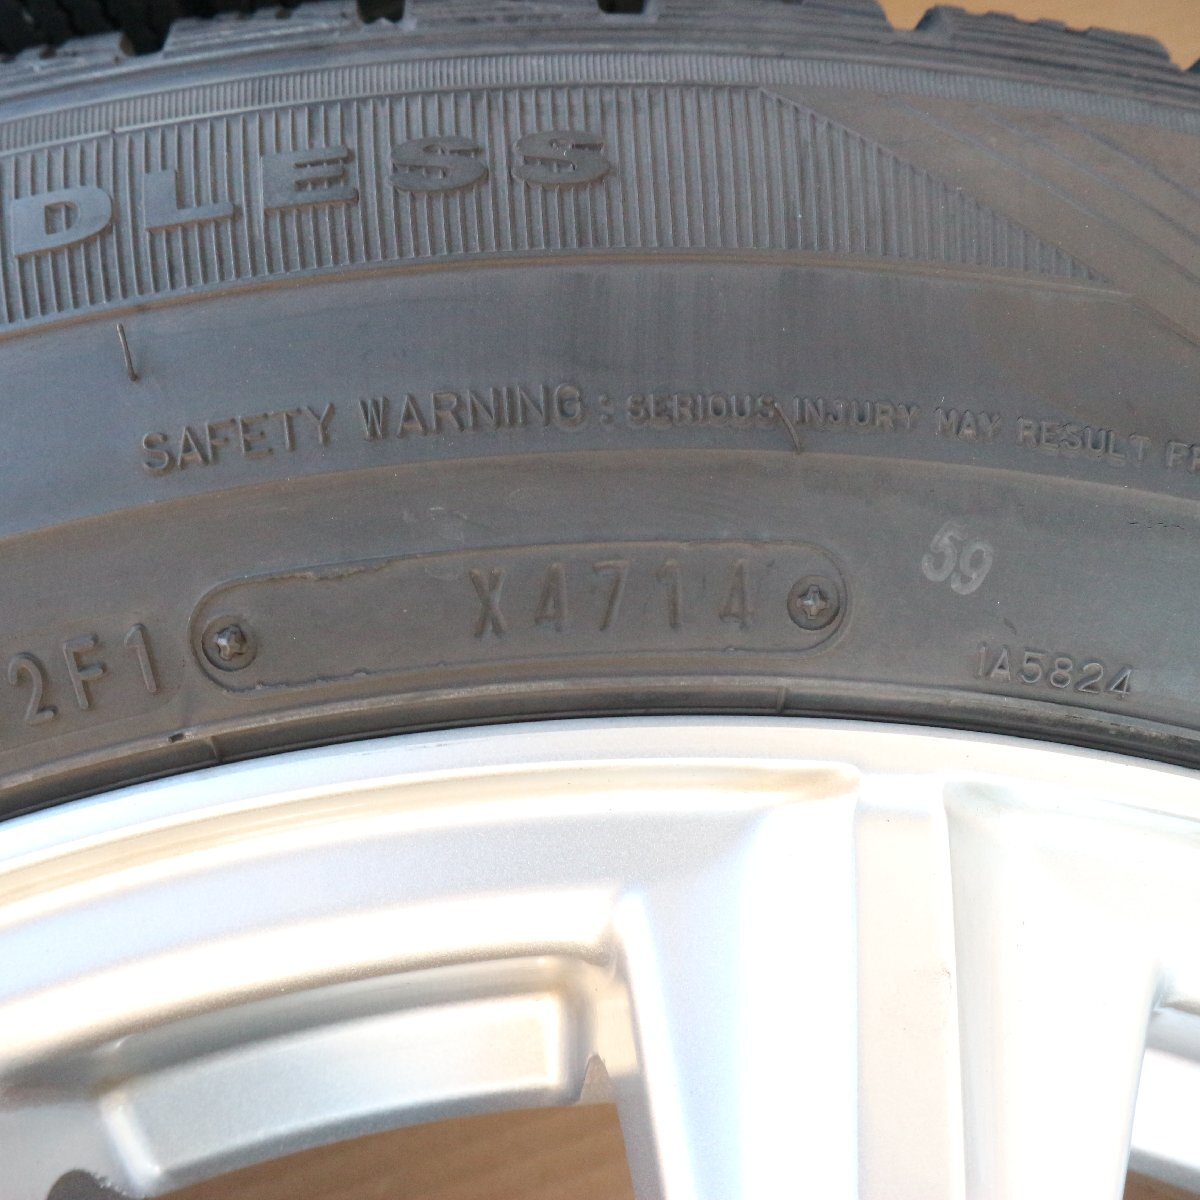 DLESS
SAFETY WARNING: SERIOUS INJURY MAY RESULT
2F1 X4714
59
1A5824